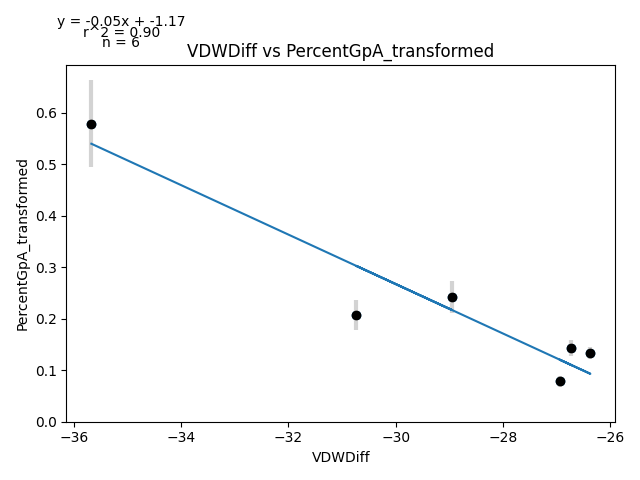 y = -0.05x + -1.17
r^2 = 0.90
n = 6
VDWDiff vs PercentGpA_transformed
PercentGpA_transformed
0.6
0.5
0.4
0.3
0.2
0.1
0.0
−36 −34 −32 −30 −28 −26
VDWDiff